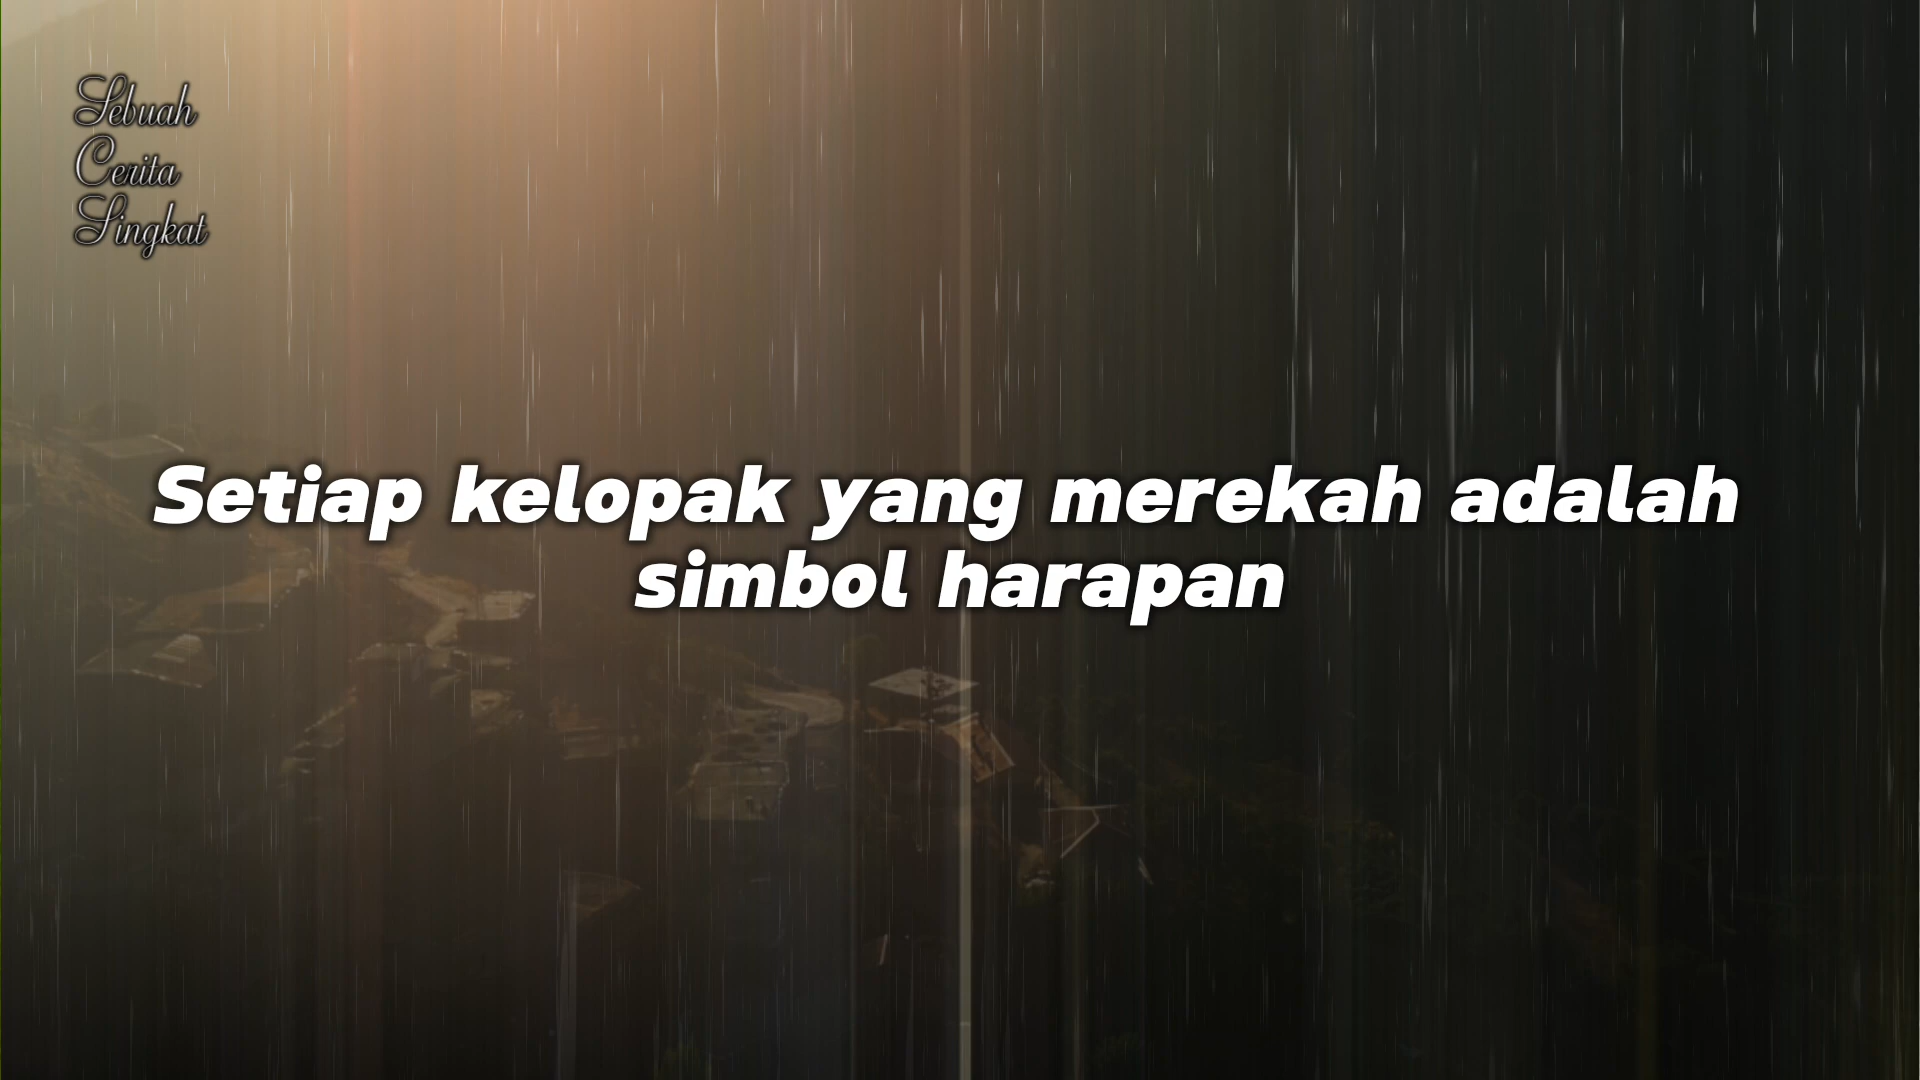 Sebuah
Cerita
Singkat
Setiap kelopak yang merekah adalah
simbol harapan